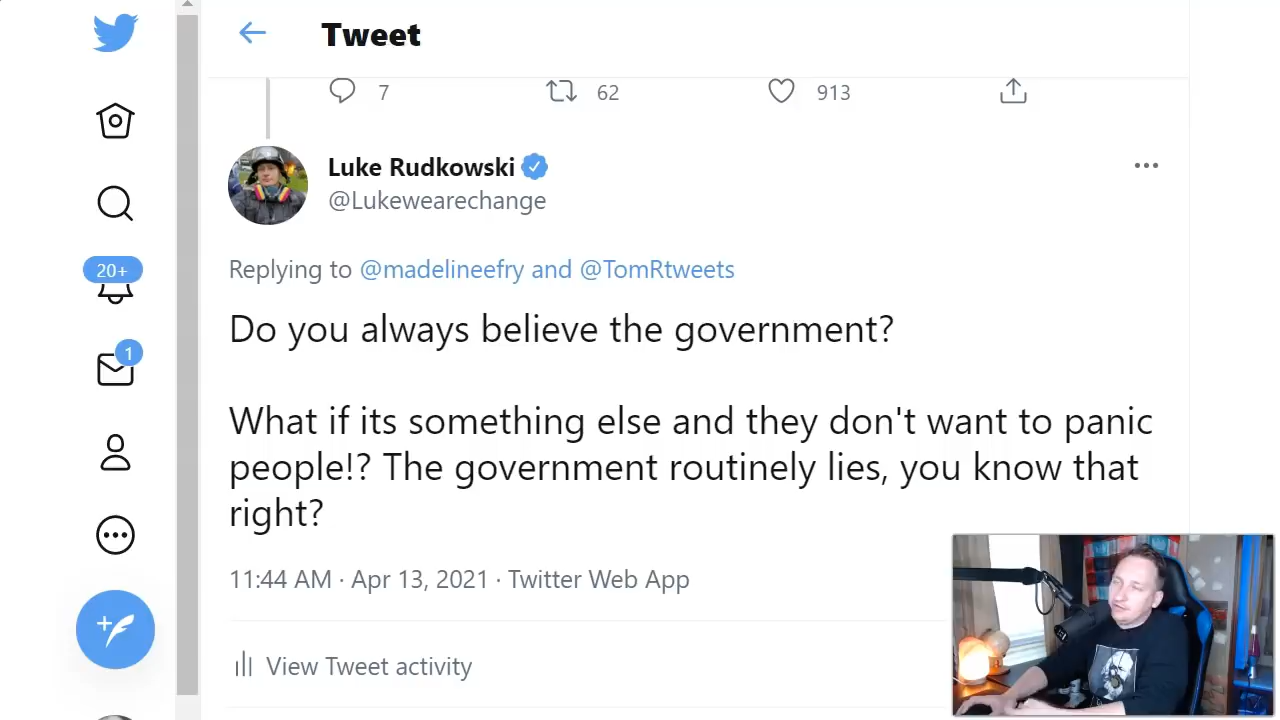 Tweet
7 62 913
Luke Rudkowski
@Lukewearechange
20+
Replying to @madelineefry and @TomRtweets
Do you always believe the government?
1
What if its something else and they don't want to panic
people!? The government routinely lies, you know that
right?
11:44 AM · Apr 13, 2021 · Twitter Web App
View Tweet activity